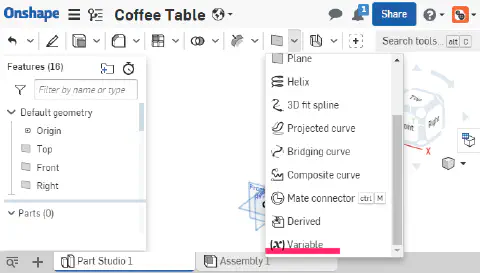 Onshape Coffee Table 1 Share
Search tools... alt C
Features (16)
Filter by name or type
Default geometry
Origin
Top
Front
Right
Parts (0)
Plane
Helix
3D fit spline
Projected curve
Bridging curve
Composite curve
Mate connector ctrl M
Derived
(x) Variable
Right
X
Part Studio 1 Assembly 1